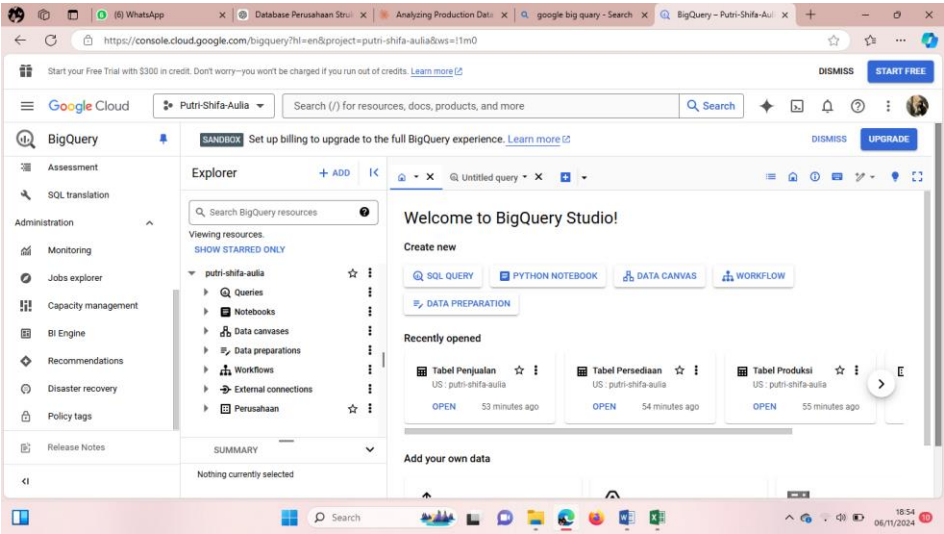 (6) WhatsApp
Database Perusahaan Struk
Analyzing Production Data
google big quary - Search
BigQuery – Putri-Shifa-Aul
https://console.cloud.google.com/bigquery?hl=en&project=putri-shifa-aulia&ws=!1m0
Start your Free Trial with $300 in credit. Don't worry—you won't be charged if you run out of credits. Learn more
DISMISS
START FREE
Google Cloud
Putri-Shifa-Aulia
Search (/) for resources, docs, products, and more
Search
BigQuery
SANDBOX Set up billing to upgrade to the full BigQuery experience. Learn more
DISMISS
UPGRADE
Assessment
SQL translation
Administration
Monitoring
Jobs explorer
Capacity management
BI Engine
Recommendations
Disaster recovery
Policy tags
Release Notes
Explorer
+ ADD
Search BigQuery resources
Viewing resources.
SHOW STARRED ONLY
putri-shifa-aulia
Queries
Notebooks
Data canvases
Data preparations
Workflows
External connections
Perusahaan
SUMMARY
Nothing currently selected
Untitled query
Welcome to BigQuery Studio!
Create new
SQL QUERY
PYTHON NOTEBOOK
DATA CANVAS
WORKFLOW
DATA PREPARATION
Recently opened
Tabel Penjualan
US : putri-shifa-aulia
OPEN 53 minutes ago
Tabel Persediaan
US : putri-shifa-aulia
OPEN 54 minutes ago
Tabel Produksi
US : putri-shifa-aulia
OPEN 55 minutes ago
Add your own data
Search
18:54
06/11/2024
10